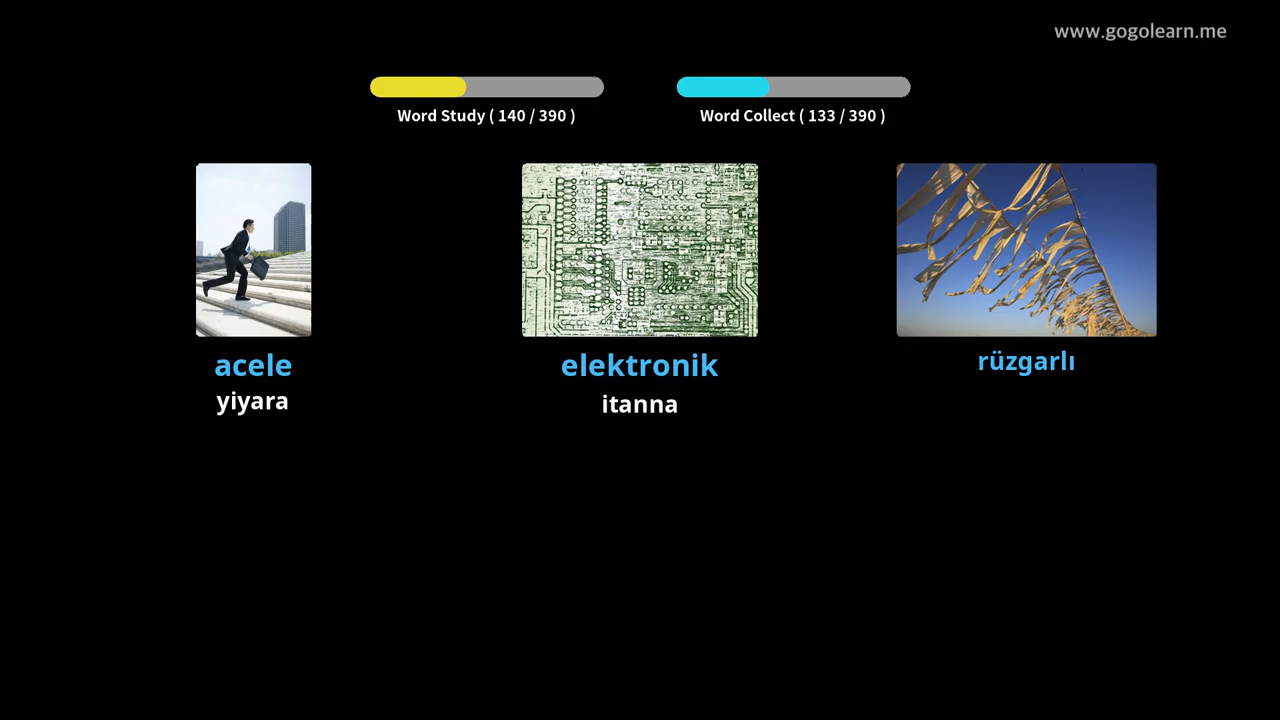 www.gogolearn.me
Word Study ( 140 / 390 )
Word Collect ( 133 / 390 )
acele
yiyara
elektronik
itanna
rüzgarlı